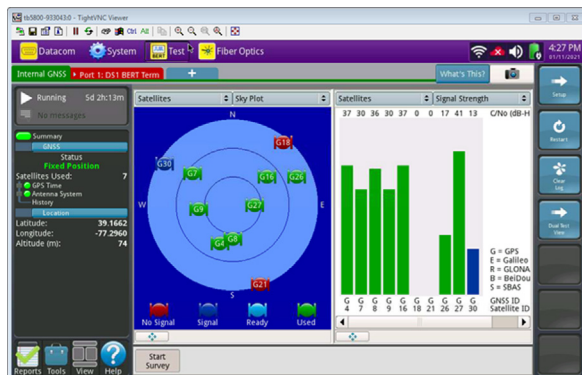 tb5800-933043:0 - TightVNC Viewer
Ctrl Alt
Datacom
System
BERT
Test
Fiber Optics
4:27 PM
01/11/2021
Internal GNSS
Port 1: DS1 BERT Term
+
What's This?
Running 5d 2h:13m
No messages
Summary
GNSS
Status
Fixed Position
Satellites Used: 7
GPS Time
Antenna System
History
Location
Latitude: 39.1662
Longitude: -77.2960
Altitude (m): 74
Reports
Tools
View
Help
Satellites
Sky Plot
N
G18
G30
G7
G16
G26
W
G9
G27
E
G4
G8
G21
S
No Signal
Signal
Ready
Used
Start
Survey
Satellites
Signal Strength
37 30 36 30 37 0 0 17 41 13 C/No (dB-H
G = GPS
E = Galileo
R = GLONA
B = BeiDou
S = SBAS
G G G G G G G G G G GNSS ID
4 7 8 9 16 18 21 26 27 30 Satellite ID
Setup
Restart
Clear
Log
Dual Test
View